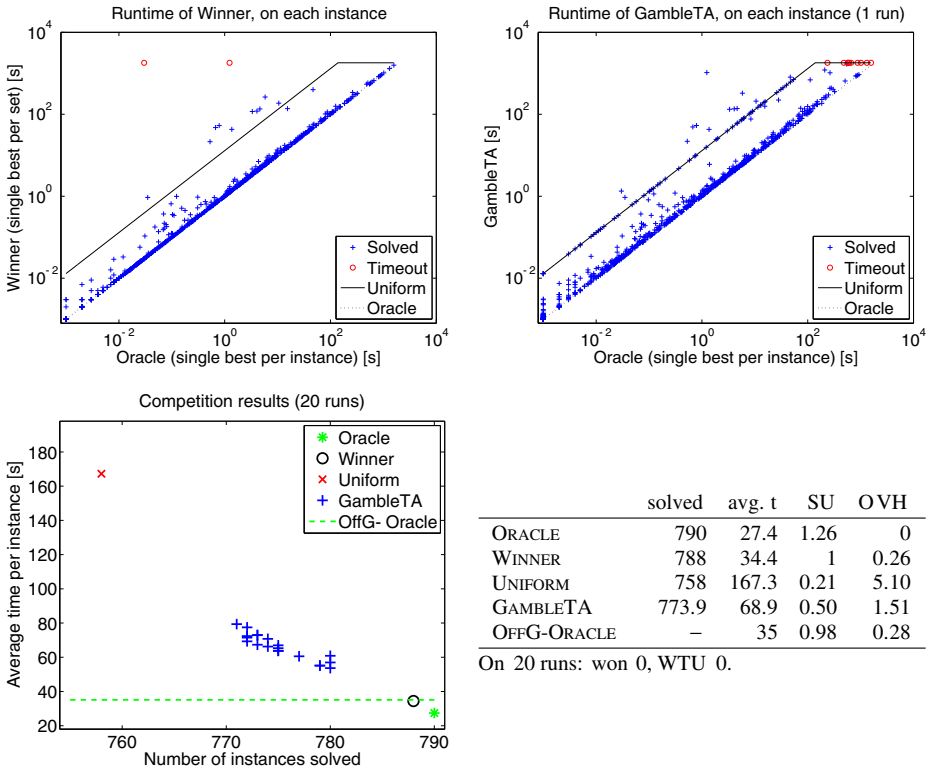 Runtime of Winner, on each instance
Winner (single best per set) [s]
10^4
10^2
10^0
10^-2
Solved
Timeout
Uniform
Oracle
10^-2 10^0 10^2 10^4
Oracle (single best per instance) [s]
Runtime of GambleTA, on each instance (1 run)
GambleTA [s]
10^4
10^2
10^0
10^-2
Solved
Timeout
Uniform
Oracle
10^-2 10^0 10^2 10^4
Oracle (single best per instance) [s]
Competition results (20 runs)
Average time per instance [s]
180
160
140
120
100
80
60
40
20
Oracle
Winner
Uniform
GambleTA
OffG- Oracle
760 770 780 790
Number of instances solved
solved avg. t SU OVH
ORACLE 790 27.4 1.26 0
WINNER 788 34.4 1 0.26
UNIFORM 758 167.3 0.21 5.10
GAMBLETA 773.9 68.9 0.50 1.51
OFFG-ORACLE – 35 0.98 0.28
On 20 runs: won 0, WTU 0.